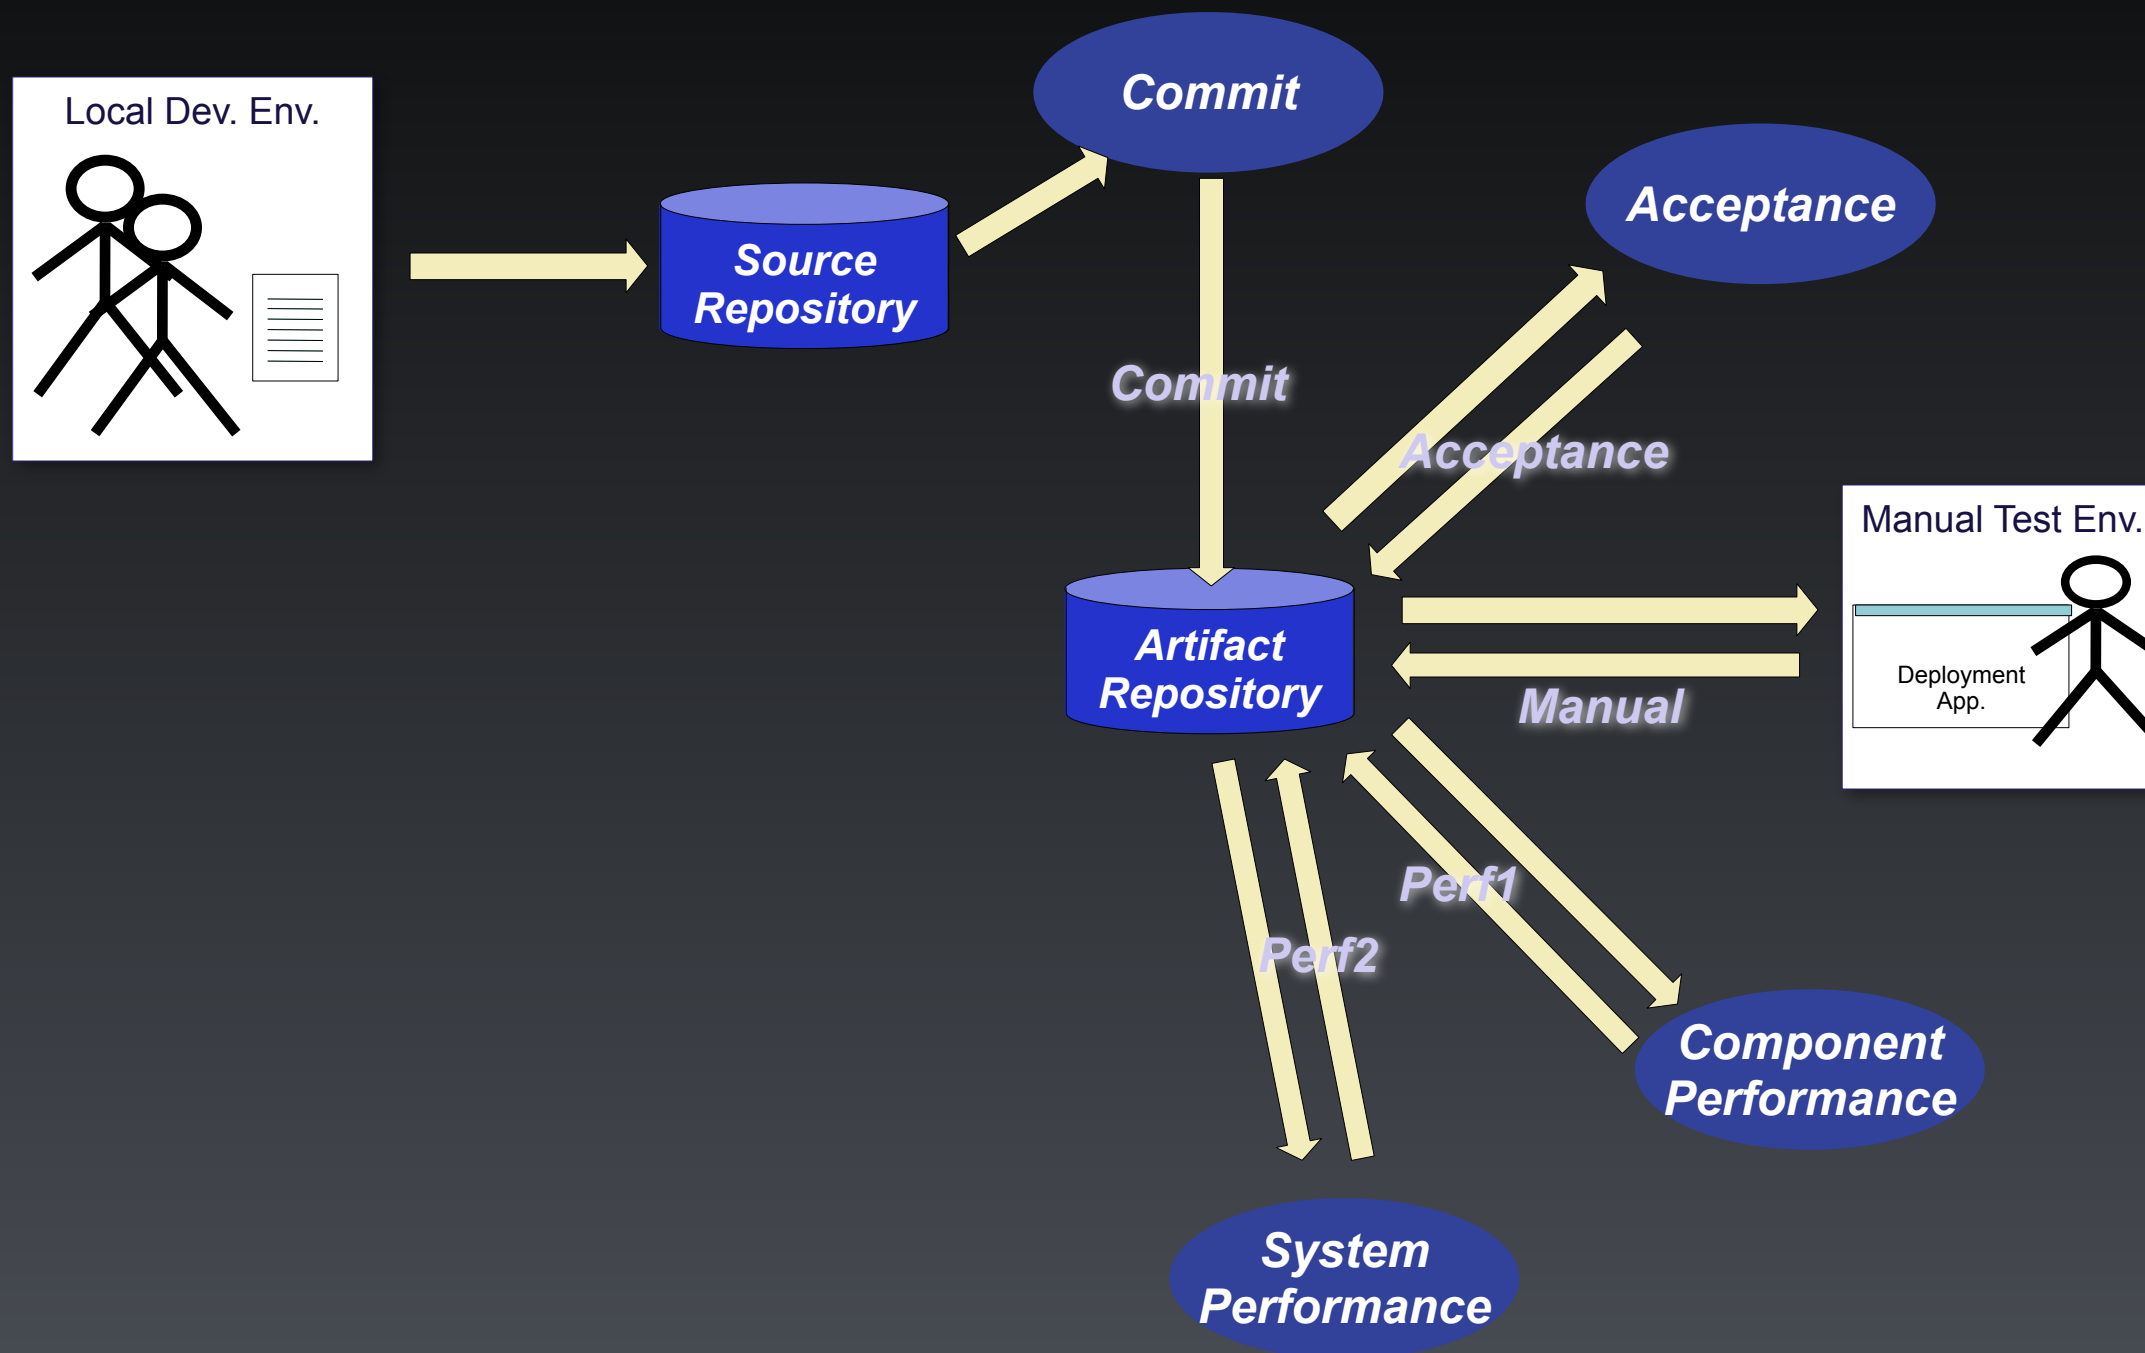 Commit
Local Dev. Env.
Acceptance
Source
Repository
Commit
Acceptance
Manual Test Env.
Artifact
Repository
Deployment
App.
Manual
Perf1
Perf2
Component
Performance
System
Performance